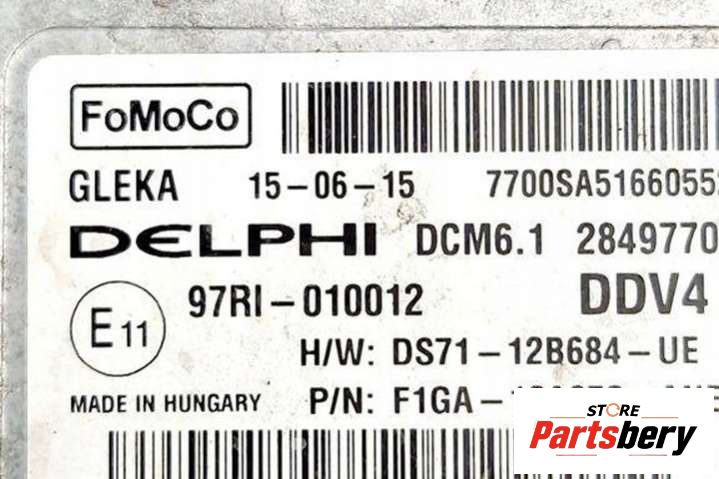 FoMoCo
GLEKA 15-06-15 7700SA5166055
DELPHI DCM6.1 2849770
97RI-010012 DDV4
E11
H/W: DS71-12B684-UE
MADE IN HUNGARY P/N: F1GA-
STORE
Partsbery